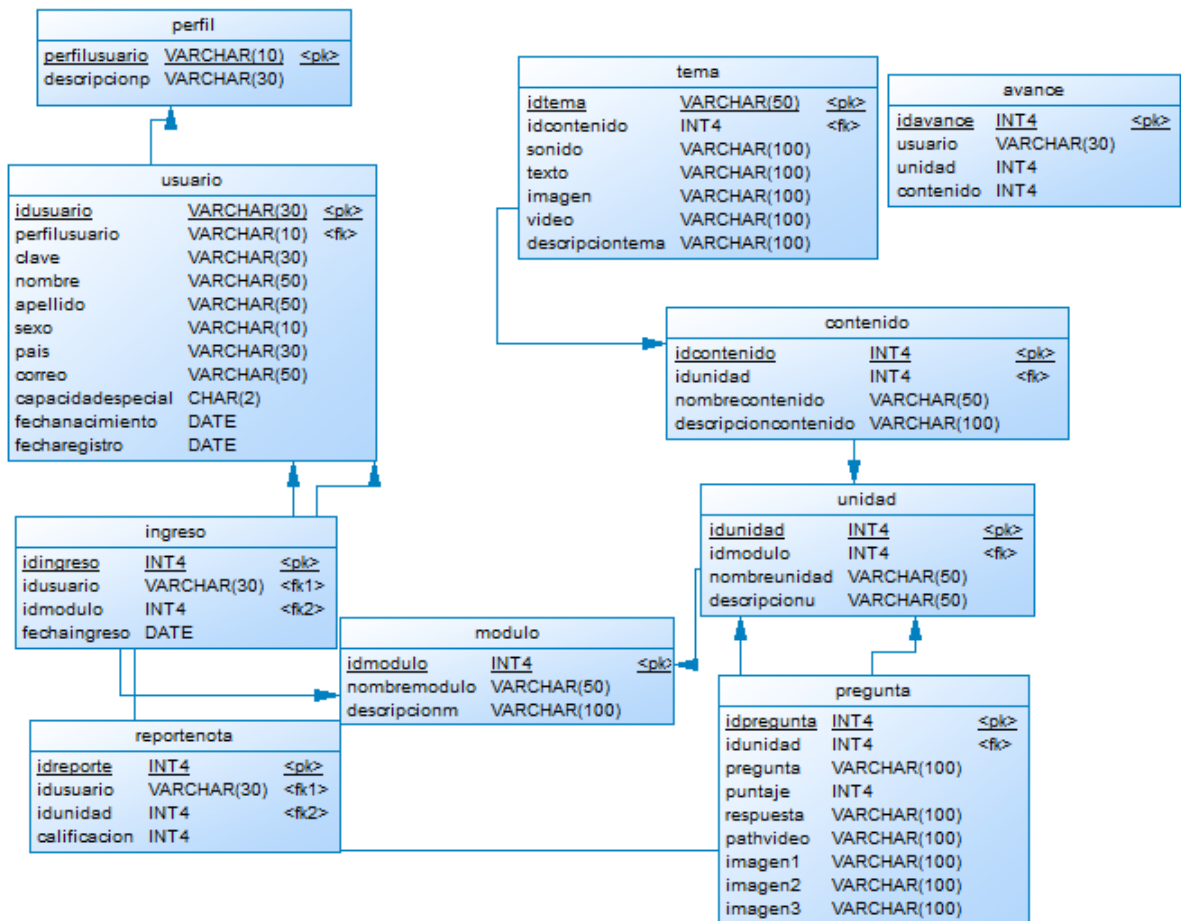 perfil
perfilusuario VARCHAR(10) <pk>
descripcionp VARCHAR(30)
usuario
idusuario VARCHAR(30) <pk>
perfilusuario VARCHAR(10) <fk>
clave VARCHAR(30)
nombre VARCHAR(50)
apellido VARCHAR(50)
sexo VARCHAR(10)
pais VARCHAR(30)
correo VARCHAR(50)
capacidadespecial CHAR(2)
fechanacimiento DATE
fecharegistro DATE
tema
idtema VARCHAR(50) <pk>
idcontenido INT4 <fk>
sonido VARCHAR(100)
texto VARCHAR(100)
imagen VARCHAR(100)
video VARCHAR(100)
descripciontema VARCHAR(100)
avance
idavance INT4 <pk>
usuario VARCHAR(30)
unidad INT4
contenido INT4
contenido
idcontenido INT4 <pk>
idunidad INT4 <fk>
nombrecontenido VARCHAR(50)
descripcioncontenido VARCHAR(100)
unidad
idunidad INT4 <pk>
idmodulo INT4 <fk>
nombreunidad VARCHAR(50)
descripcionu VARCHAR(50)
ingreso
idingreso INT4 <pk>
idusuario VARCHAR(30) <fk1>
idmodulo INT4 <fk2>
fechaingreso DATE
modulo
idmodulo INT4 <pk>
nombremodulo VARCHAR(50)
descripcionm VARCHAR(100)
reportenota
idreporte INT4 <pk>
idusuario VARCHAR(30) <fk1>
idunidad INT4 <fk2>
calificacion INT4
pregunta
idpregunta INT4 <pk>
idunidad INT4 <fk>
pregunta VARCHAR(100)
puntaje INT4
respuesta VARCHAR(100)
pathvideo VARCHAR(100)
imagen1 VARCHAR(100)
imagen2 VARCHAR(100)
imagen3 VARCHAR(100)